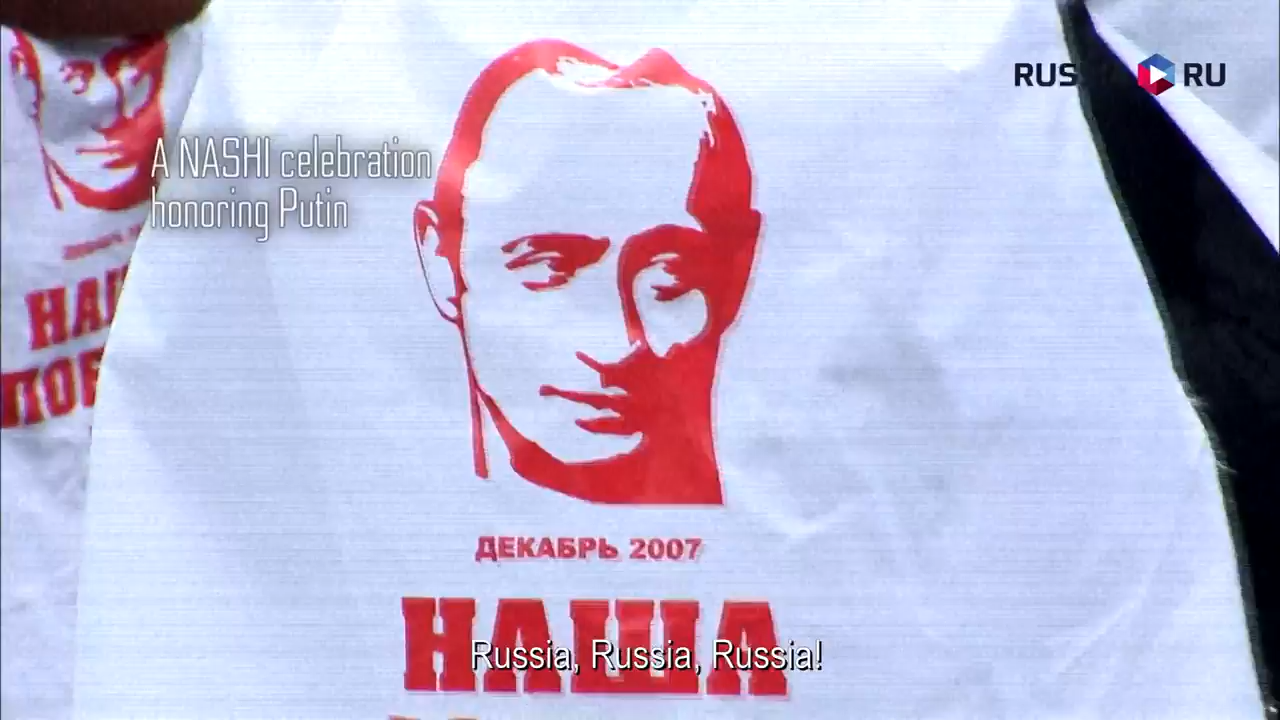 RUS RU
A NASHI celebration
honoring Putin
ДЕКАБРЬ 2007
НАША
Russia, Russia, Russia!